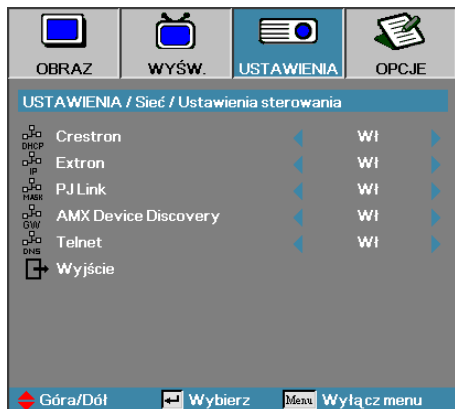 OBRAZ WYŚW. USTAWIENIA OPCJE
USTAWIENIA / Sieć / Ustawienia sterowania
DHCP Crestron Wł
IP Extron Wł
MASK PJ Link Wł
GW AMX Device Discovery Wł
DNS Telnet Wł
Wyjście
Góra/Dół Wybierz Menu Wyłącz menu